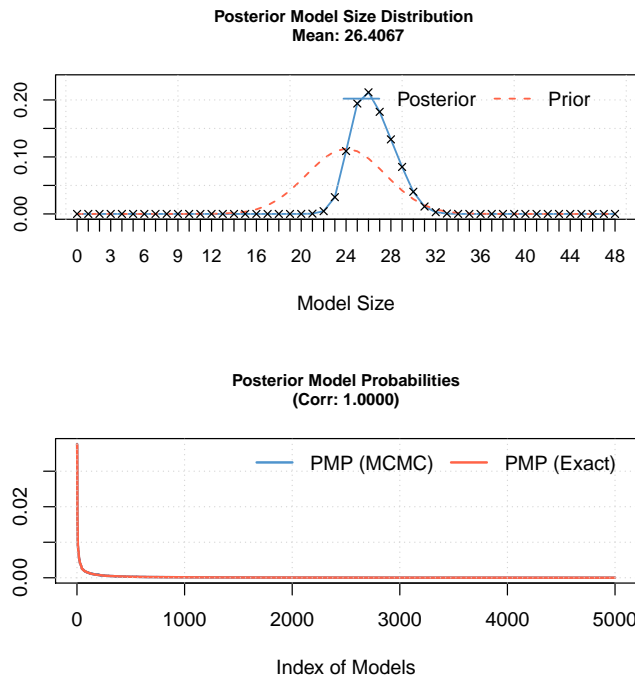 Posterior Model Size Distribution
Mean: 26.4067
0.20
0.10
0.00
Posterior
Prior
0 3 6 9 12 16 20 24 28 32 36 40 44 48
Model Size
Posterior Model Probabilities
(Corr: 1.0000)
0.02
0.00
PMP (MCMC)
PMP (Exact)
0 1000 2000 3000 4000 5000
Index of Models